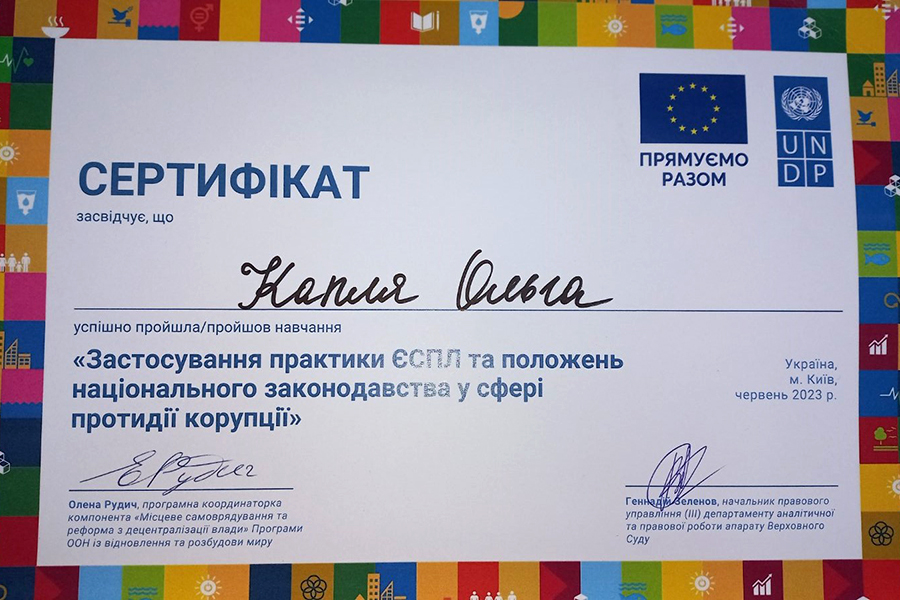 ПРЯМУЄМО
РАЗОМ
UN
DP
СЕРТИФІКАТ
засвідчує, що
Капля Ольга
успішно пройшла/пройшов навчання
«Застосування практики ЄСПЛ та положень
національного законодавства у сфері
протидії корупції»
Україна,
м. Київ,
червень 2023 р.
ЕРудич
Олена Рудич, програмна координаторка
компонента «Місцеве самоврядування та
реформа з децентралізації влади» Програми
ООН із відновлення та розбудови миру
Геннадій Зеленов, начальник правового
управління (III) департаменту аналітичної
та правової роботи апарату Верховного
Суду